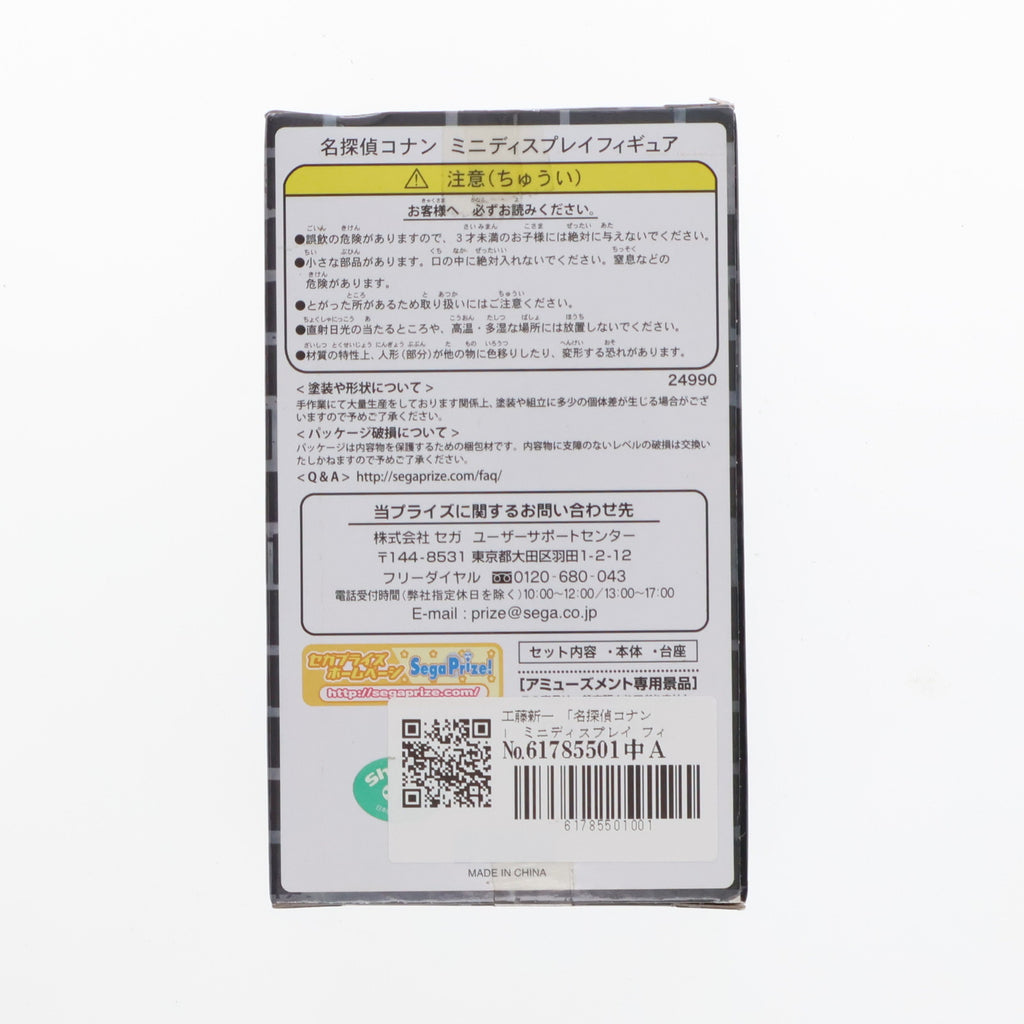 名探偵コナン ミニディスプレイフィギュア
注意(ちゅうい)
お客様へ 必ずお読みください。
●誤飲の危険がありますので、3才未満のお子様には絶対に与えないでください。
●小さな部品があります。口の中に絶対入れないでください。窒息などの
危険があります。
●とがった所があるため取り扱いにはご注意ください。
●直射日光の当たるところや、高温・多湿な場所には放置しないでください。
●材質の特性上、人形(部分)が他の物に色移りしたり、変形する恐れがあります。
24990
<塗装や形状について>
手作業にて大量生産をしております関係上、塗装や組立に多少の個体差が生じる場合がござ
いますので予めご了承ください。
<パッケージ破損について>
パッケージは内容物を保護するための梱包材です。内容物に支障のないレベルの破損は交換い
たしかねますので予めご了承ください。
<Q&A> http://segaprize.com/faq/
当プライズに関するお問い合わせ先
株式会社 セガ ユーザーサポートセンター
〒144-8531 東京都大田区羽田1-2-12
フリーダイヤル 0120-680-043
電話受付時間(弊社指定休日を除く)10:00~12:00/13:00~17:00
E-mail : prize@sega.co.jp
セガプライズ
ホームページ
SegaPrize!
http://segaprize.com/
セット内容 ・本体 ・台座
[アミューズメント専用景品]
工藤新一 「名探偵コナン
」 ミニディスプレイ フィ
No.61785501中A
61785501001
MADE IN CHINA